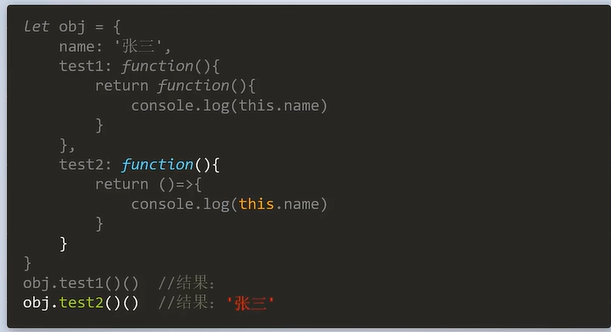 let obj = {
    name: '张三',
    test1: function(){
        return function(){
            console.log(this.name)
        }
    },
    test2: function(){
        return ()=>{
            console.log(this.name)
        }
    }
}
obj.test1()()  //结果:
obj.test2()()  //结果: '张三'